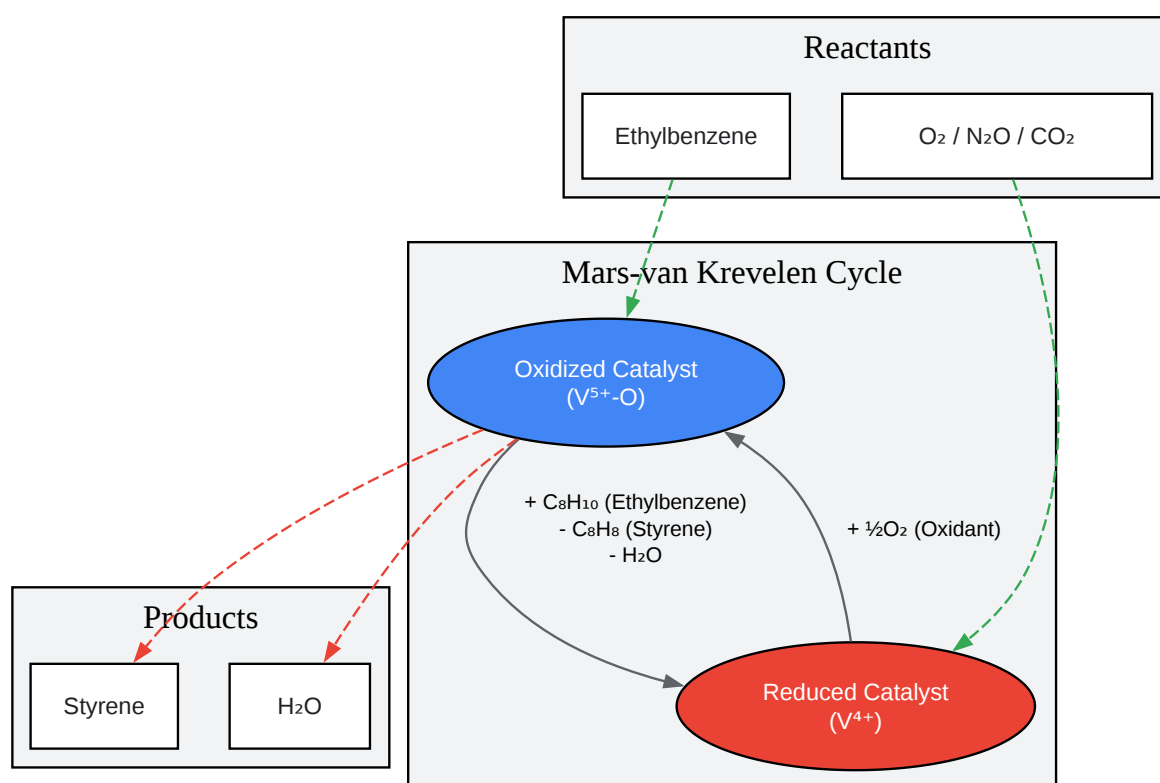 Reactants
Ethylbenzene
O₂ / N₂O / CO₂
Mars-van Krevelen Cycle
Oxidized Catalyst
(V⁵⁺-O)
+ C₈H₁₀ (Ethylbenzene)
- C₈H₈ (Styrene)
- H₂O
+ ½O₂ (Oxidant)
Products
Styrene
H₂O
Reduced Catalyst
(V⁴⁺)